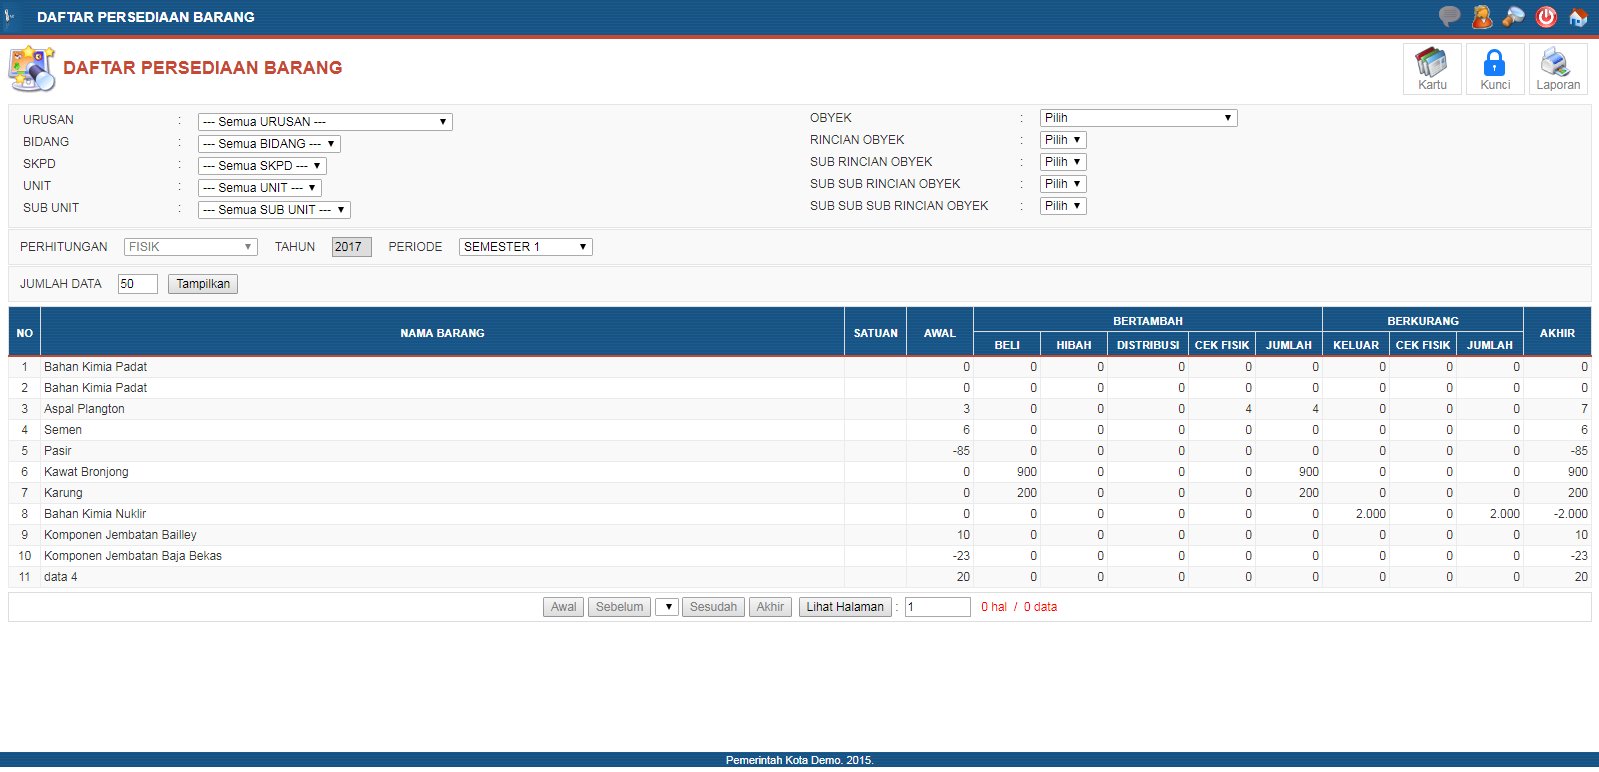 DAFTAR PERSEDIAAN BARANG
DAFTAR PERSEDIAAN BARANG
Kartu Kunci Laporan
URUSAN : --- Semua URUSAN ---
BIDANG : --- Semua BIDANG ---
SKPD : --- Semua SKPD ---
UNIT : --- Semua UNIT ---
SUB UNIT : --- Semua SUB UNIT ---
OBYEK : Pilih
RINCIAN OBYEK : Pilih
SUB RINCIAN OBYEK : Pilih
SUB SUB RINCIAN OBYEK : Pilih
SUB SUB SUB RINCIAN OBYEK : Pilih
PERHITUNGAN FISIK TAHUN 2017 PERIODE SEMESTER 1
JUMLAH DATA 50 Tampilkan
NO NAMA BARANG SATUAN AWAL BERTAMBAH BERKURANG AKHIR
BELI HIBAH DISTRIBUSI CEK FISIK JUMLAH KELUAR CEK FISIK JUMLAH
1 Bahan Kimia Padat 0 0 0 0 0 0 0 0 0 0
2 Bahan Kimia Padat 0 0 0 0 0 0 0 0 0 0
3 Aspal Plangton 3 0 0 0 4 4 0 0 0 7
4 Semen 6 0 0 0 0 0 0 0 0 6
5 Pasir -85 0 0 0 0 0 0 0 0 -85
6 Kawat Bronjong 0 900 0 0 0 900 0 0 0 900
7 Karung 0 200 0 0 0 200 0 0 0 200
8 Bahan Kimia Nuklir 0 0 0 0 0 0 2.000 0 2.000 -2.000
9 Komponen Jembatan Bailley 10 0 0 0 0 0 0 0 0 10
10 Komponen Jembatan Baja Bekas -23 0 0 0 0 0 0 0 0 -23
11 data 4 20 0 0 0 0 0 0 0 0 20
Awal Sebelum Sesudah Akhir Lihat Halaman : 1 0 hal / 0 data
Pemerintah Kota Demo. 2015.